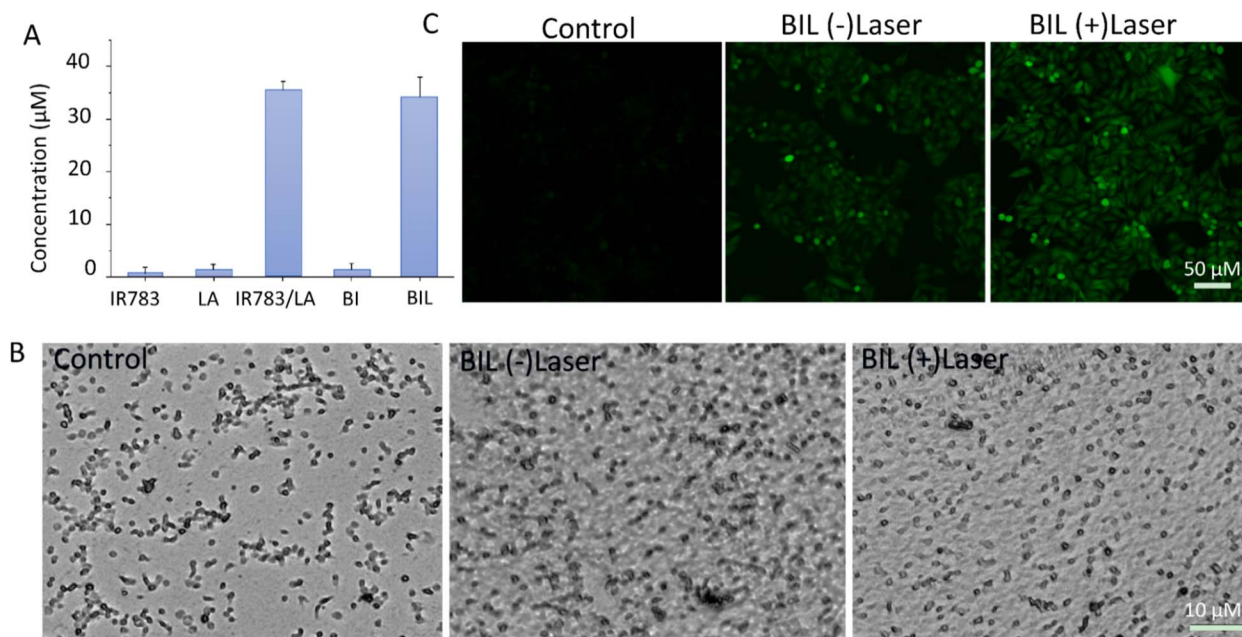 A
Concentration (µM)
40
30
20
10
0
IR783 LA IR783/LA BI BIL
C
Control BIL (-)Laser BIL (+)Laser
50 µM
B
Control BIL (-)Laser BIL (+)Laser
10 µM